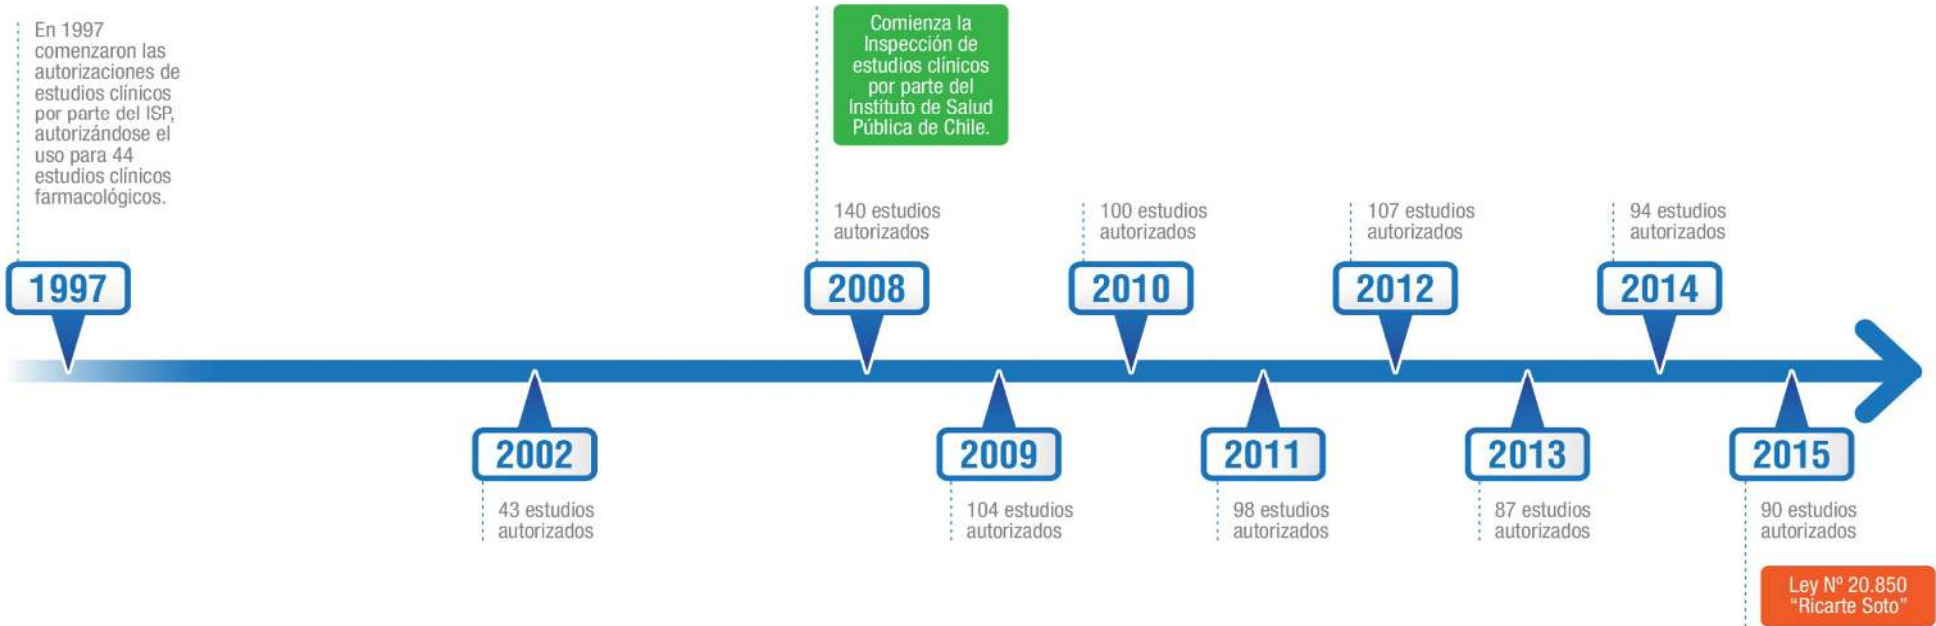 En 1997
comenzaron las
autorizaciones de
estudios clínicos
por parte del ISP,
autorizándose el
uso para 44
estudios clínicos
farmacológicos.
1997
43 estudios
autorizados
2002
Comienza la
Inspección de
estudios clínicos
por parte del
Instituto de Salud
Pública de Chile.
140 estudios
autorizados
2008
2009
104 estudios
autorizados
100 estudios
autorizados
2010
2011
98 estudios
autorizados
107 estudios
autorizados
2012
2013
87 estudios
autorizados
94 estudios
autorizados
2014
2015
90 estudios
autorizados
Ley Nº 20.850
“Ricarte Soto”